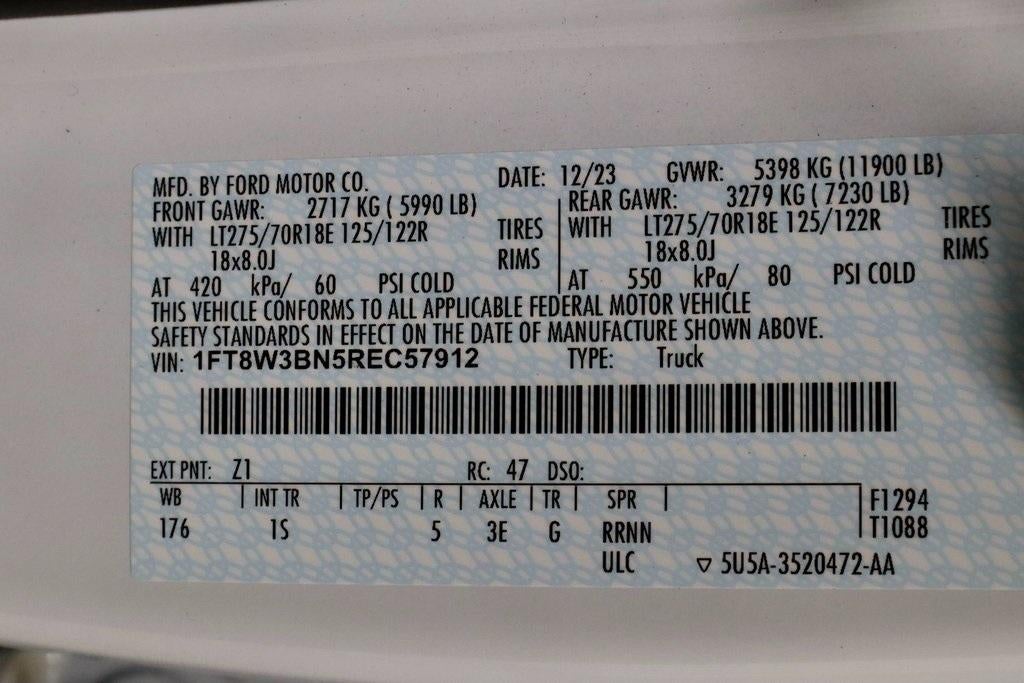 MFD. BY FORD MOTOR CO. DATE: 12/23 GVWR: 5398 KG (11900 LB)
FRONT GAWR: 2717 KG ( 5990 LB) REAR GAWR: 3279 KG ( 7230 LB)
WITH LT275/70R18E 125/122R TIRES WITH LT275/70R18E 125/122R TIRES
18x8.0J RIMS 18x8.0J RIMS
AT 420 kPa/ 60 PSI COLD AT 550 kPa/ 80 PSI COLD
THIS VEHICLE CONFORMS TO ALL APPLICABLE FEDERAL MOTOR VEHICLE
SAFETY STANDARDS IN EFFECT ON THE DATE OF MANUFACTURE SHOWN ABOVE.
VIN: 1FT8W3BN5REC57912 TYPE: Truck
EXT PNT: Z1 RC: 47 DSO:
WB INT TR TP/PS R AXLE TR SPR F1294
176 1S 5 3E G RRNN T1088
ULC 5U5A-3520472-AA